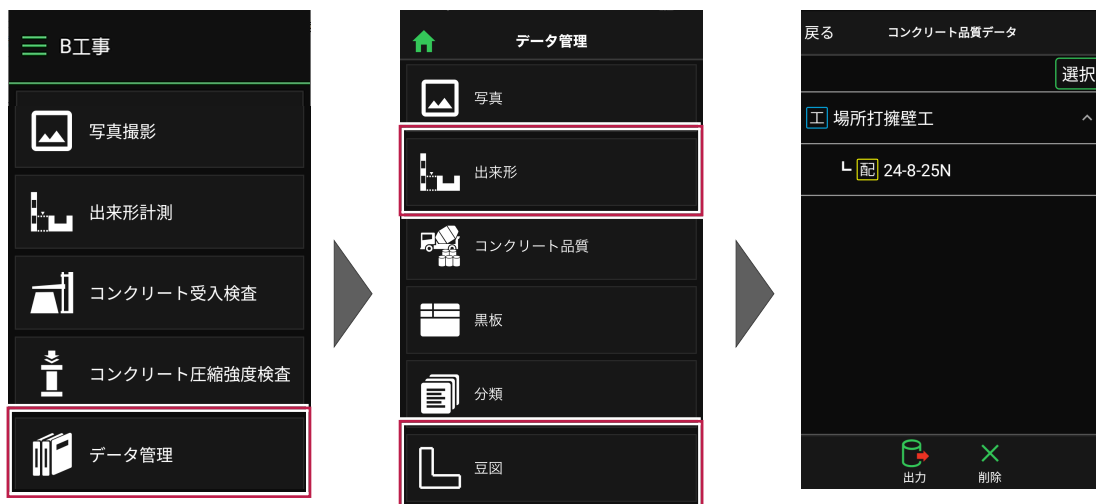 B工事
写真撮影
出来形計測
コンクリート受入検査
コンクリート圧縮強度検査
データ管理
データ管理
写真
出来形
コンクリート品質
黒板
分類
豆図
戻る コンクリート品質データ
選択
工 場所打擁壁工
配 24-8-25N
出力 削除